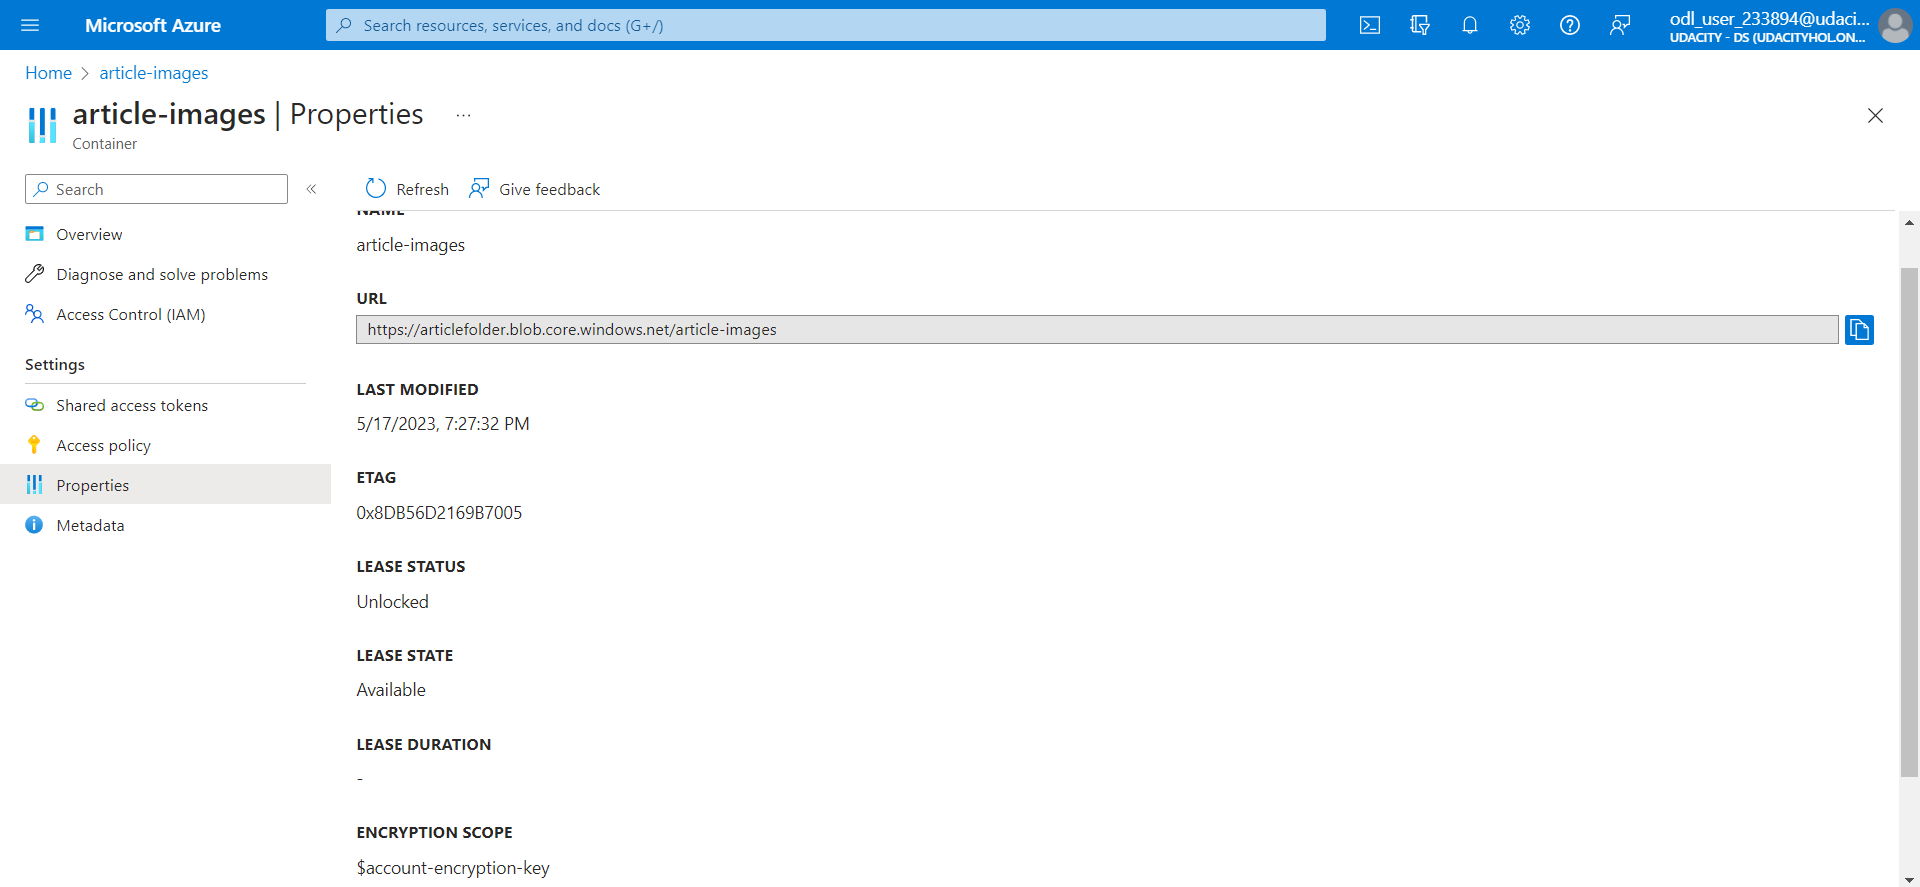 Microsoft Azure
Search resources, services, and docs (G+/)
odl_user_233894@udaci...
UDACITY - DS (UDACITYHOL.ON...
Home > article-images
article-images | Properties ...
Container
Search
«
Refresh
Give feedback
Overview
Diagnose and solve problems
Access Control (IAM)
Settings
Shared access tokens
Access policy
Properties
Metadata
NAME
article-images
URL
https://articlefolder.blob.core.windows.net/article-images
LAST MODIFIED
5/17/2023, 7:27:32 PM
ETAG
0x8DB56D2169B7005
LEASE STATUS
Unlocked
LEASE STATE
Available
LEASE DURATION
-
ENCRYPTION SCOPE
$account-encryption-key